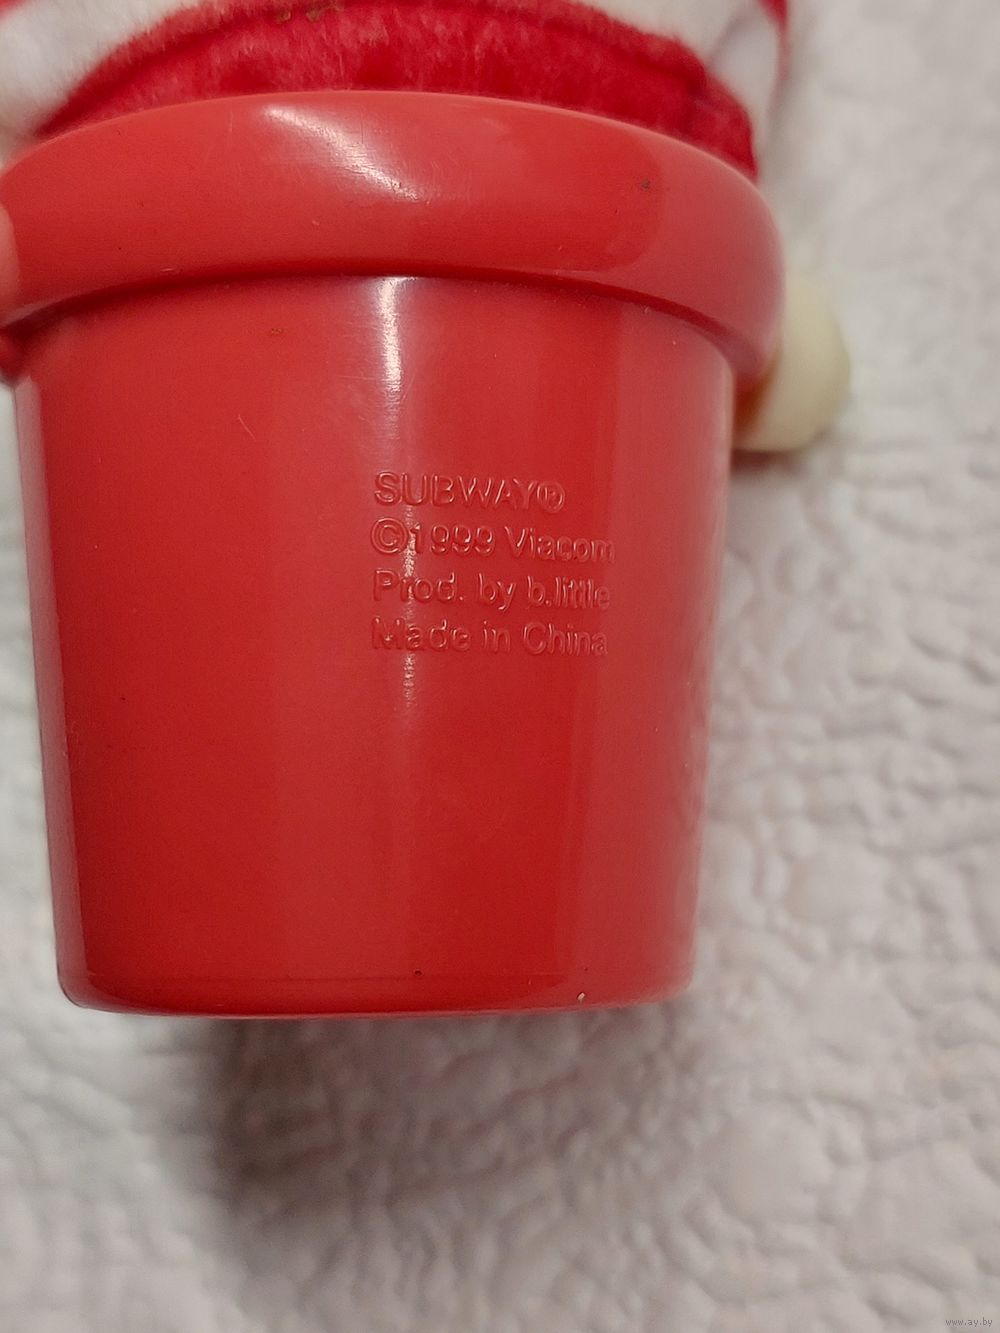 SUBWAY®
©1999 Viacom
Prod. by b.little
Made in China
www.ay.by